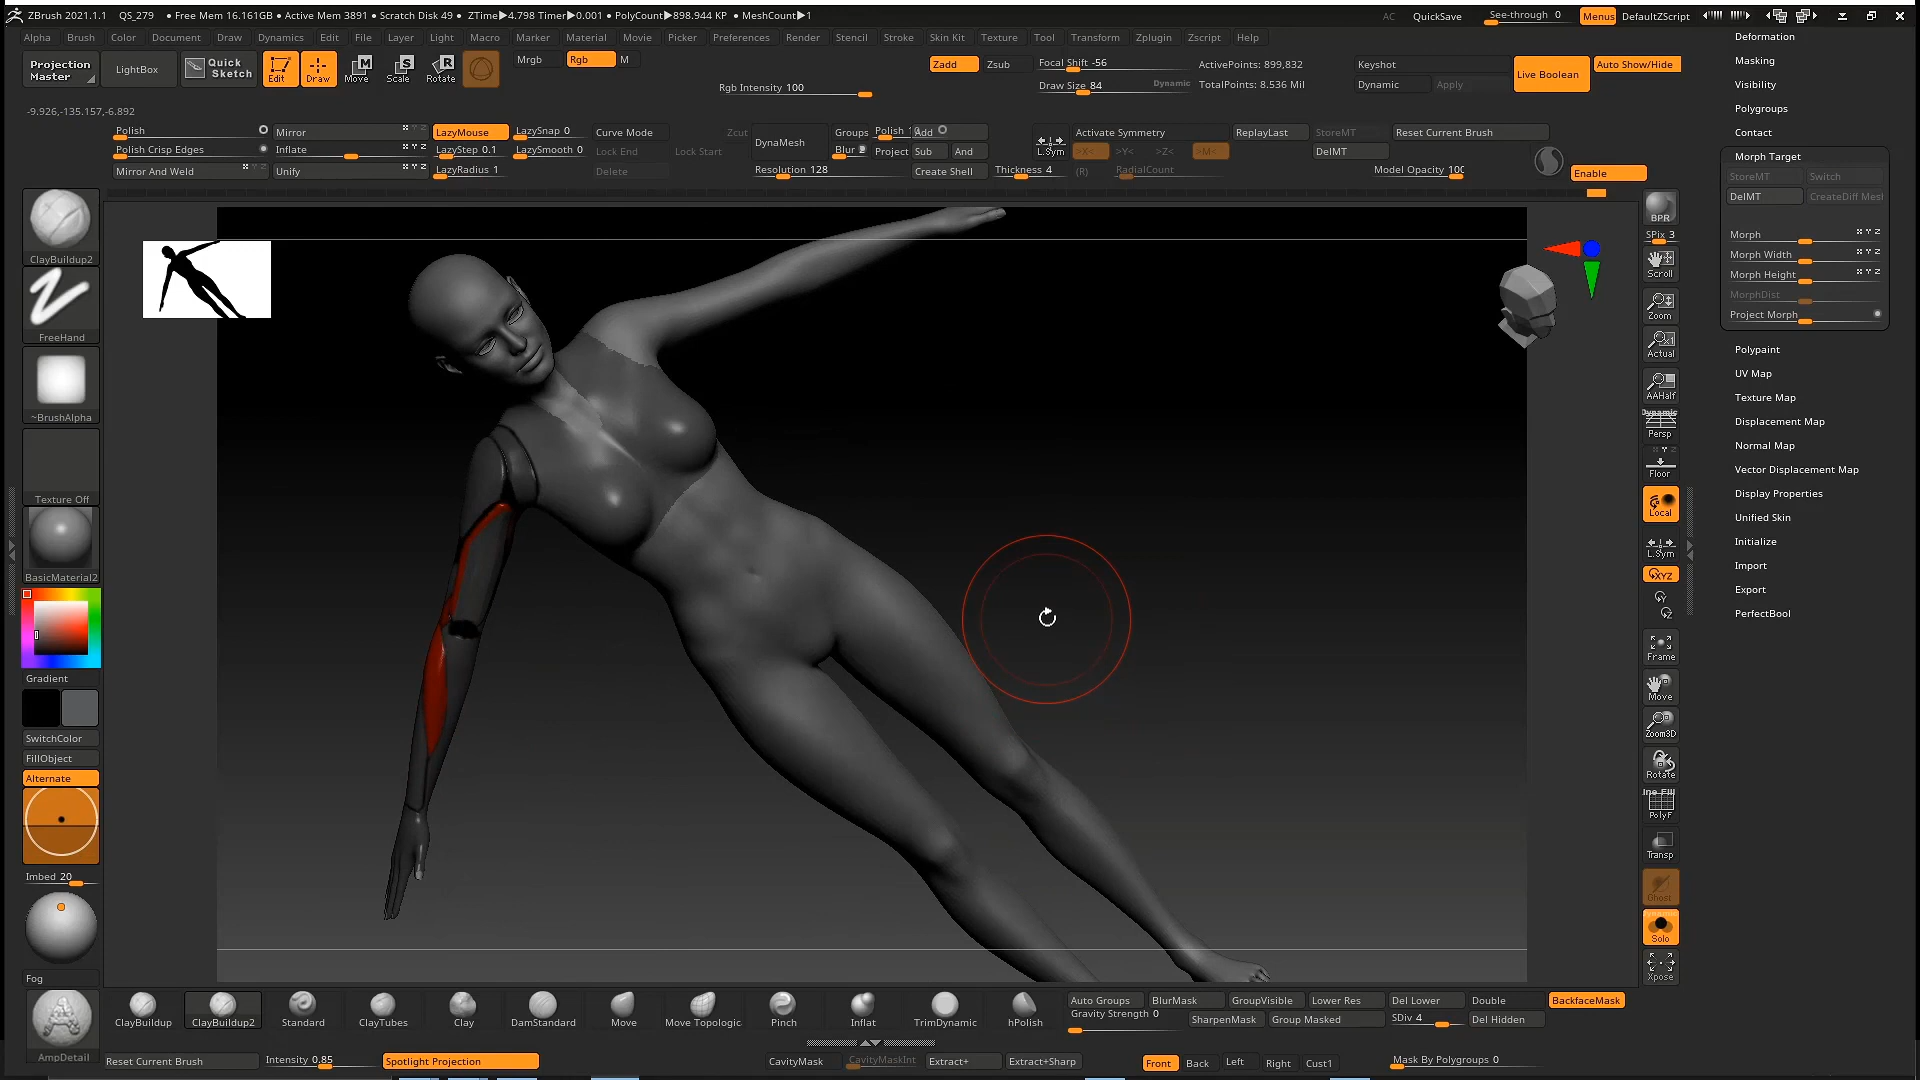 ZBrush 2021.1.1 QS_279 • Free Mem 16.161GB • Active Mem 3891 • Scratch Disk 49 • ZTime▶4.798 Timer▶0.001 • PolyCount▶898.944 KP • MeshCount▶1 AC QuickSave See-through 0 Menus DefaultZScript
Alpha Brush Color Document Draw Dynamics Edit File Layer Light Macro Marker Material Movie Picker Preferences Render Stencil Stroke Skin Kit Texture Tool Transform Zplugin Zscript Help
Projection Master
LightBox
Quick Sketch
Edit Draw Move Scale Rotate
Mrgb Rgb M
Rgb Intensity 100
Zadd Zsub
Focal Shift -56
Draw Size 84 Dynamic
ActivePoints: 899,832
TotalPoints: 8.536 Mil
Keyshot
Dynamic Apply
Live Boolean
Auto Show/Hide
-9.926,-135.157,-6.892
Polish
Polish Crisp Edges
Mirror And Weld
Mirror
Inflate
Unify
LazyMouse
LazyStep 0.1
LazyRadius 1
LazySnap 0
LazySmooth 0
Curve Mode
Lock End
Delete
Zcut
Lock Start
DynaMesh
Resolution 128
Groups Polish
Blur Project
Add
Sub And
Create Shell
L.Sym
Thickness 4
Activate Symmetry
>X< >Y< >Z< >M<
(R) RadialCount
ReplayLast
StoreMT
DelMT
Reset Current Brush
Model Opacity 100
Enable
ClayBuildup2
FreeHand
~BrushAlpha
Texture Off
BasicMaterial2
Gradient
SwitchColor
FillObject
Alternate
Imbed 20
Fog
AmpDetail
BPR
SPix 3
Scroll
Zoom
Actual
AAHalf
Dynamic
Persp
Floor
Local
L.Sym
XYZ
Y
Z
Frame
Move
Zoom3D
Rotate
PolyF
Transp
Ghost
Solo
Xpose
Deformation
Masking
Visibility
Polygroups
Contact
Morph Target
StoreMT Switch
DelMT CreateDiff Mesl
Morph X Y Z
Morph Width X Y Z
Morph Height X Y Z
MorphDist
Project Morph
Polypaint
UV Map
Texture Map
Displacement Map
Normal Map
Vector Displacement Map
Display Properties
Unified Skin
Initialize
Import
Export
PerfectBool
ClayBuildup ClayBuildup2 Standard ClayTubes Clay DamStandard Move Move Topologic Pinch Inflat TrimDynamic hPolish
Auto Groups BlurMask GroupVisible Lower Res Del Lower Double BackfaceMask
Gravity Strength 0 SharpenMask Group Masked SDiv 4 Del Hidden
Reset Current Brush Intensity 0.85 Spotlight Projection CavityMask CavityMaskInt Extract+ Extract+Sharp Front Back Left Right Cust1 Mask By Polygroups 0